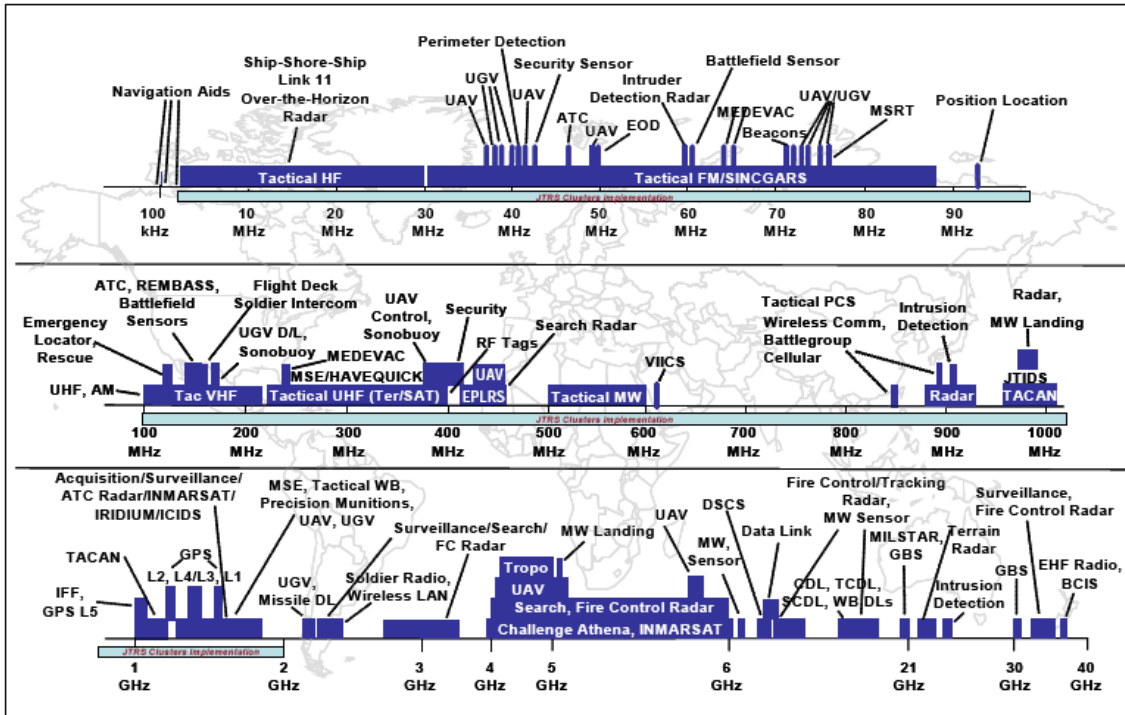 Perimeter Detection
Ship-Shore-Ship
Link 11
Over-the-Horizon
Radar
Security Sensor
Battlefield Sensor
Navigation Aids
UGV
UAV
UAV
Intruder
Detection Radar
ATC
UAV
EOD
MEDEVAC
UAV/UGV
Beacons
MSRT
Position Location
Tactical HF
Tactical FM/SINCGARS
JTRS Clusters Implementation
100 kHz
10 MHz
20 MHz
30 MHz
40 MHz
50 MHz
60 MHz
70 MHz
80 MHz
90 MHz
ATC, REMBASS,
Battlefield
Sensors
Flight Deck
Soldier Intercom
Emergency
Locator,
Rescue
UGV D/L,
Sonobuoy
UAV
Control,
Sonobuoy
Security
MEDEVAC
RF Tags
Search Radar
Tactical PCS
Wireless Comm,
Battlegroup
Cellular
Intrusion
Detection
Radar,
MW Landing
MSE/HAVEQUICK
UAV
VIICS
JTIDS
UHF, AM
Tac VHF
Tactical UHF (Ter/SAT)
EPLRS
Tactical MW
Radar
TACAN
JTRS Clusters Implementation
100 MHz
200 MHz
300 MHz
400 MHz
500 MHz
600 MHz
700 MHz
800 MHz
900 MHz
1000 MHz
Acquisition/Surveillance/
ATC Radar/INMARSAT/
IRIDIUM/ICIDS
MSE, Tactical WB,
Precision Munitions,
UAV, UGV
Surveillance/Search/
FC Radar
MW Landing
UAV
DSCS
Data Link
Fire Control/Tracking
Radar,
MW Sensor
Surveillance,
Fire Control Radar
TACAN
GPS
L2, L4/L3, L1
IFF,
GPS L5
UGV,
Missile DL
Soldier Radio,
Wireless LAN
Tropo
UAV
MW,
Sensor
MILSTAR,
GBS
Terrain
Radar
CDL, TCDL,
SCDL, WB/DLs
Intrusion
Detection
GBS
EHF Radio,
BCIS
Search, Fire Control Radar
Challenge Athena, INMARSAT
JTRS Clusters Implementation
1 GHz
2 GHz
3 GHz
4 GHz
5 GHz
6 GHz
21 GHz
30 GHz
40 GHz